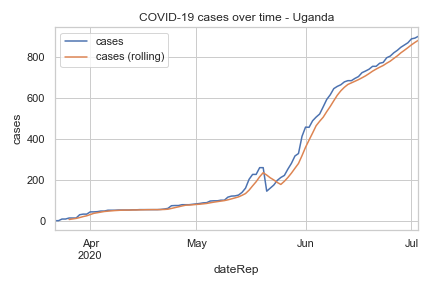 COVID-19 cases over time - Uganda
cases
cases (rolling)
800
600
400
200
0
cases
Apr
2020
May
Jun
Jul
dateRep